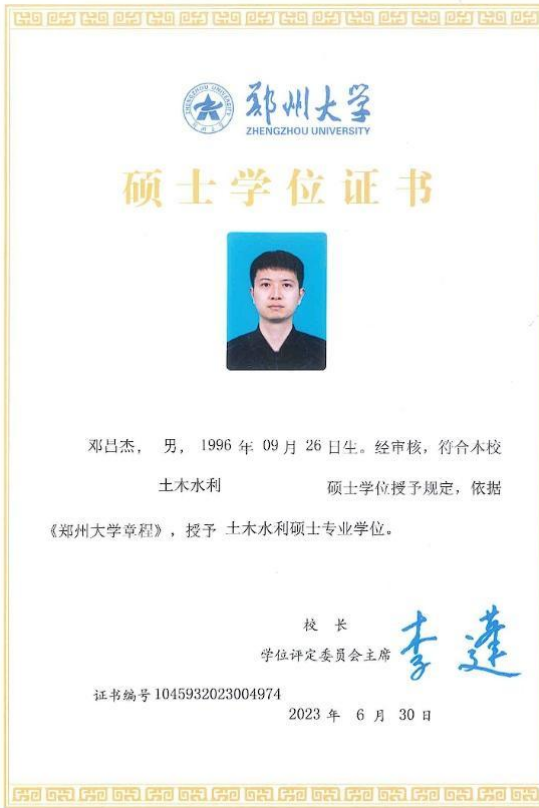 郑州大学
ZHENGZHOU UNIVERSITY
硕士学位证书
邓吕杰, 男, 1996 年 09 月 26 日生。经审核, 符合本校
土木水利 硕士学位授予规定, 依据
《郑州大学章程》, 授予 土木水利硕士专业学位。
校 长
学位评定委员会主席
李蓬
证书编号 1045932023004974
2023 年 6 月 30 日